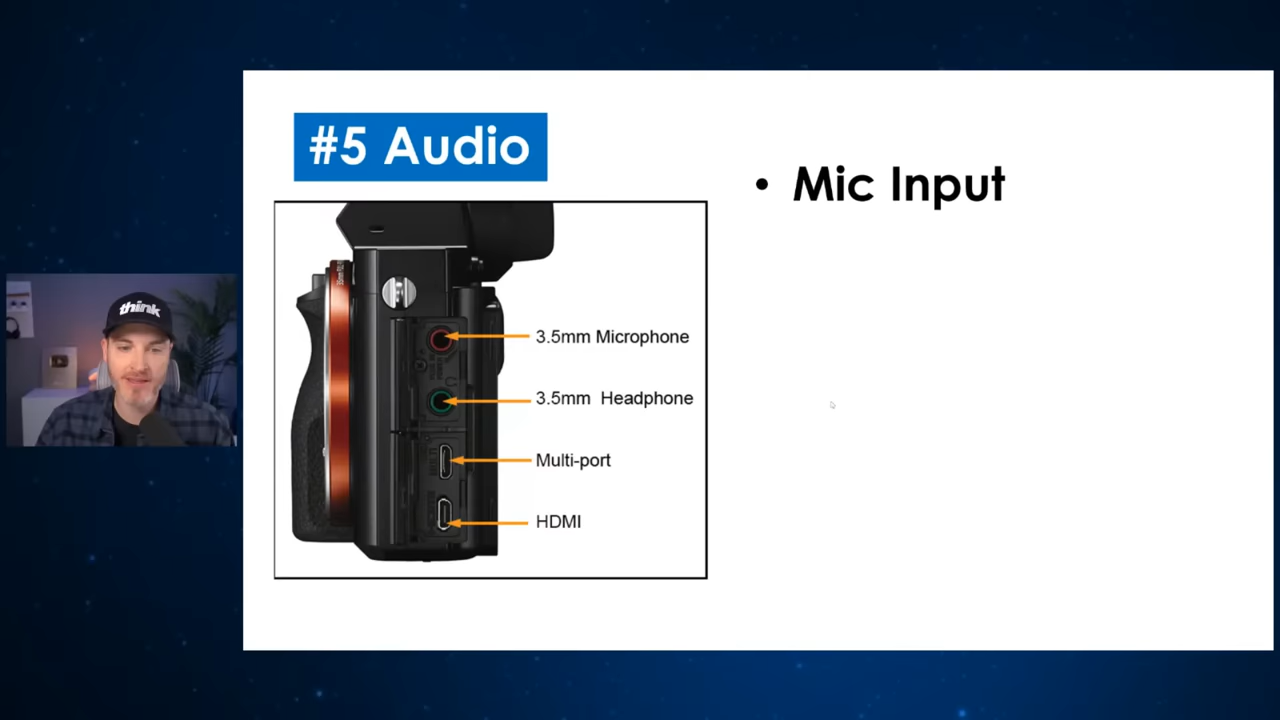 #5 Audio
• Mic Input
3.5mm Microphone
3.5mm Headphone
Multi-port
HDMI
think